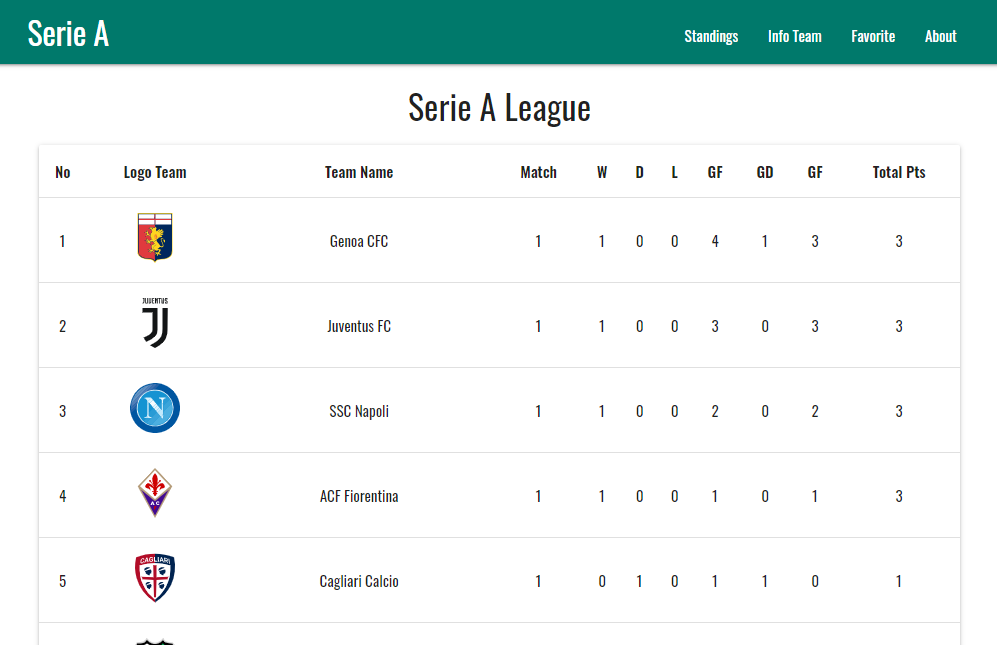 Serie A
Standings Info Team Favorite About
Serie A League
No Logo Team Team Name Match W D L GF GD GF Total Pts
1 Genoa CFC 1 1 0 0 4 1 3 3
JUVENTUS
2 Juventus FC 1 1 0 0 3 0 3 3
N
3 SSC Napoli 1 1 0 0 2 0 2 3
AC
4 ACF Fiorentina 1 1 0 0 1 0 1 3
CAGLIARI
5 Cagliari Calcio 1 0 1 0 1 1 0 1